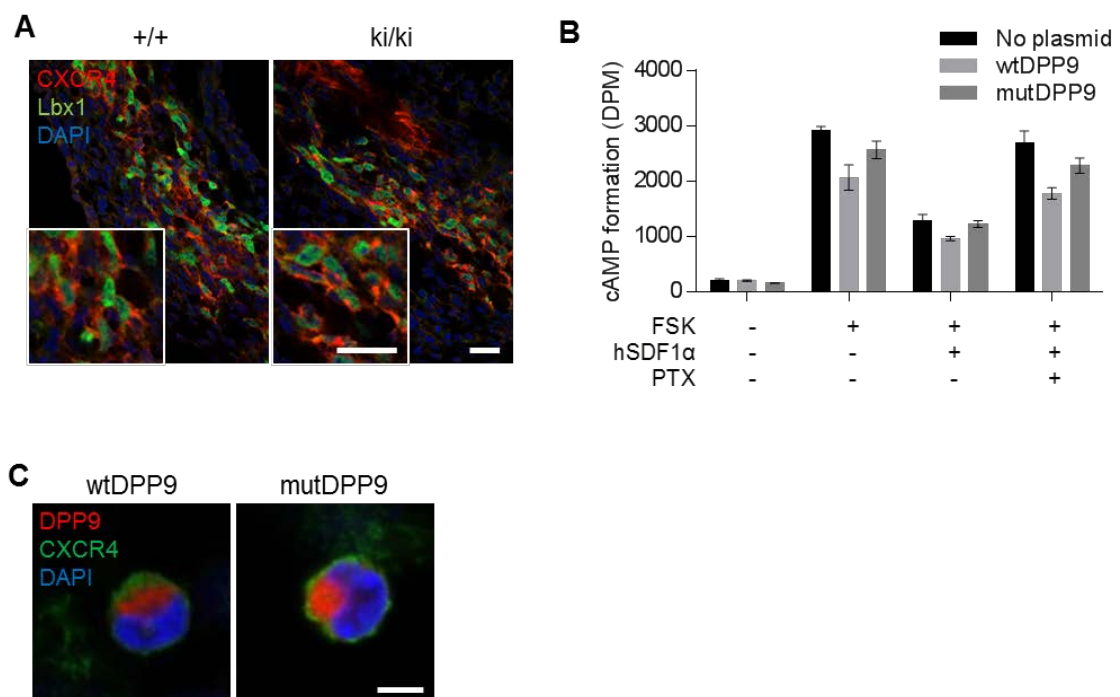 A
+/+
ki/ki
CXCR4
Lbx1
DAPI
B
No plasmid
wtDPP9
mutDPP9
cAMP formation (DPM)
4000
3000
2000
1000
0
FSK - + + +
hSDF1α - - + +
PTX - - - +
C
wtDPP9
mutDPP9
DPP9
CXCR4
DAPI